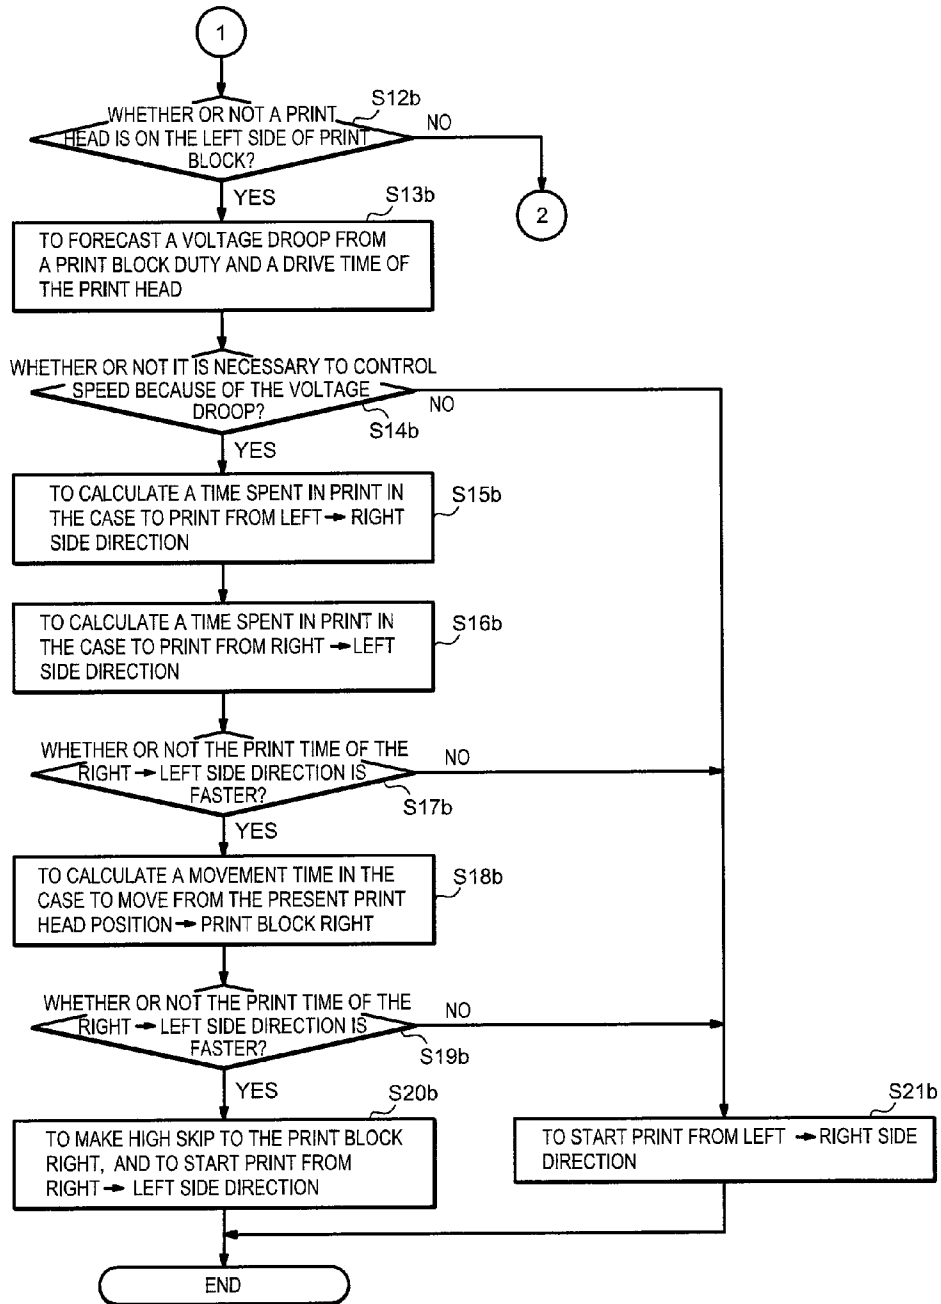 1
S12b
WHETHER OR NOT A PRINT
HEAD IS ON THE LEFT SIDE OF PRINT
BLOCK?
NO
2
YES
S13b
TO FORECAST A VOLTAGE DROOP FROM
A PRINT BLOCK DUTY AND A DRIVE TIME OF
THE PRINT HEAD
WHETHER OR NOT IT IS NECESSARY TO CONTROL
SPEED BECAUSE OF THE VOLTAGE
DROOP?
NO
S14b
YES
TO CALCULATE A TIME SPENT IN PRINT IN
THE CASE TO PRINT FROM LEFT → RIGHT
SIDE DIRECTION
S15b
TO CALCULATE A TIME SPENT IN PRINT IN
THE CASE TO PRINT FROM RIGHT → LEFT
SIDE DIRECTION
S16b
WHETHER OR NOT THE PRINT TIME OF THE
RIGHT → LEFT SIDE DIRECTION IS
FASTER?
NO
S17b
YES
TO CALCULATE A MOVEMENT TIME IN THE
CASE TO MOVE FROM THE PRESENT PRINT
HEAD POSITION → PRINT BLOCK RIGHT
S18b
WHETHER OR NOT THE PRINT TIME OF THE
RIGHT → LEFT SIDE DIRECTION IS
FASTER?
NO
S19b
YES
S20b
TO MAKE HIGH SKIP TO THE PRINT BLOCK
RIGHT, AND TO START PRINT FROM
RIGHT → LEFT SIDE DIRECTION
S21b
TO START PRINT FROM LEFT → RIGHT SIDE
DIRECTION
END